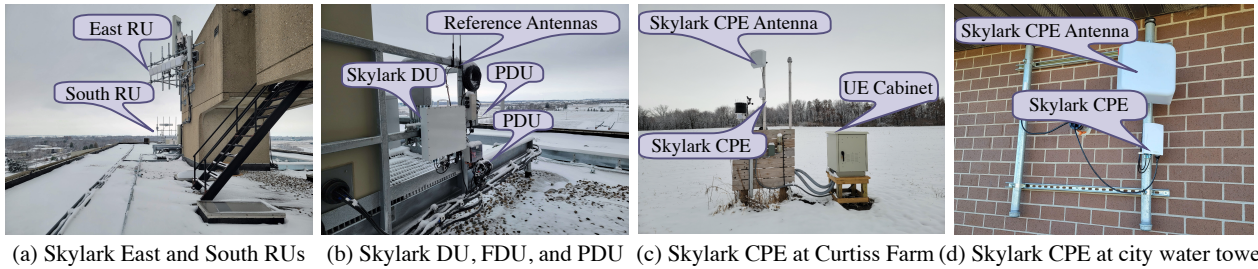 East RU
South RU
Reference Antennas
Skylark DU
PDU
PDU
Skylark CPE Antenna
UE Cabinet
Skylark CPE
Skylark CPE Antenna
Skylark CPE
(a) Skylark East and South RUs
(b) Skylark DU, FDU, and PDU
(c) Skylark CPE at Curtiss Farm
(d) Skylark CPE at city water towe